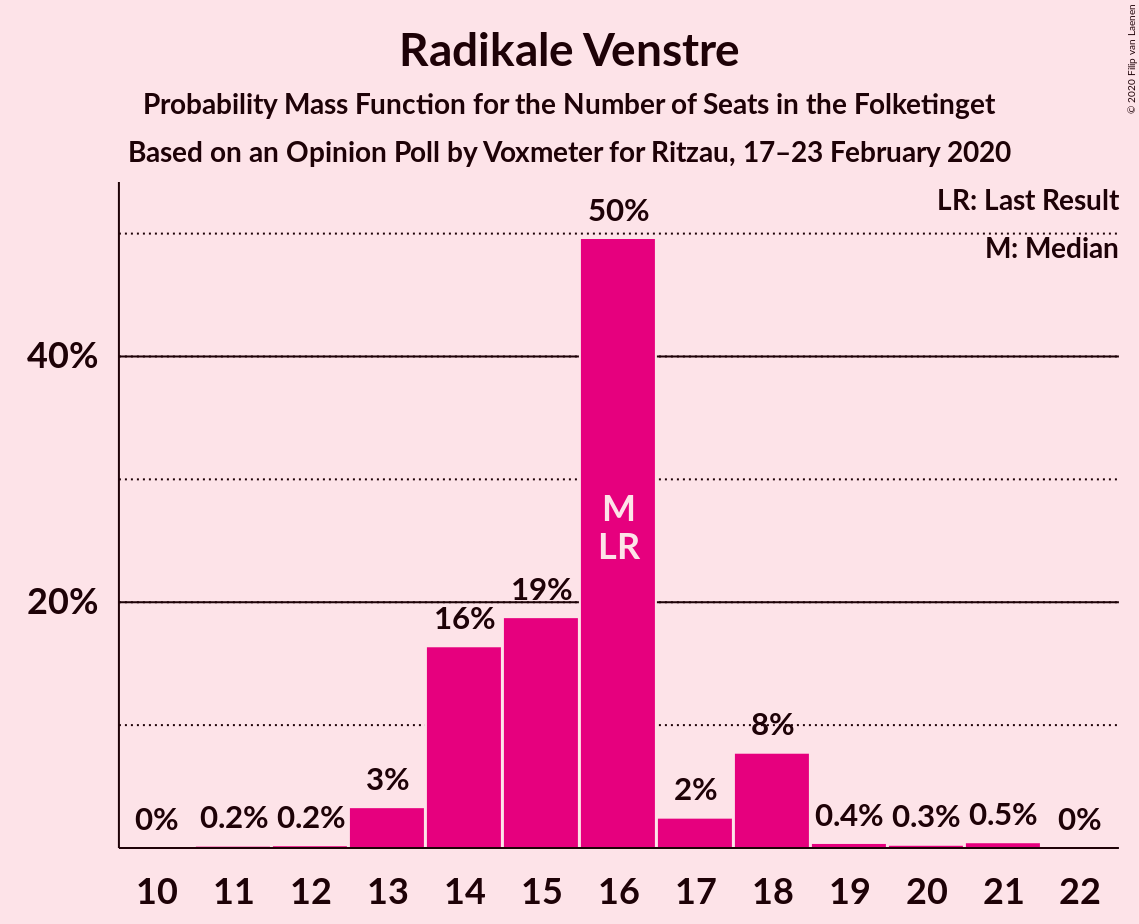 Radikale Venstre
Probability Mass Function for the Number of Seats in the Folketinget
Based on an Opinion Poll by Voxmeter for Ritzau, 17–23 February 2020
© 2020 Filip van Laenen
LR: Last Result
M: Median
40%
20%
0%
0.2%
0.2%
3%
16%
19%
50%
M
LR
2%
8%
0.4%
0.3%
0.5%
0%
10 11 12 13 14 15 16 17 18 19 20 21 22